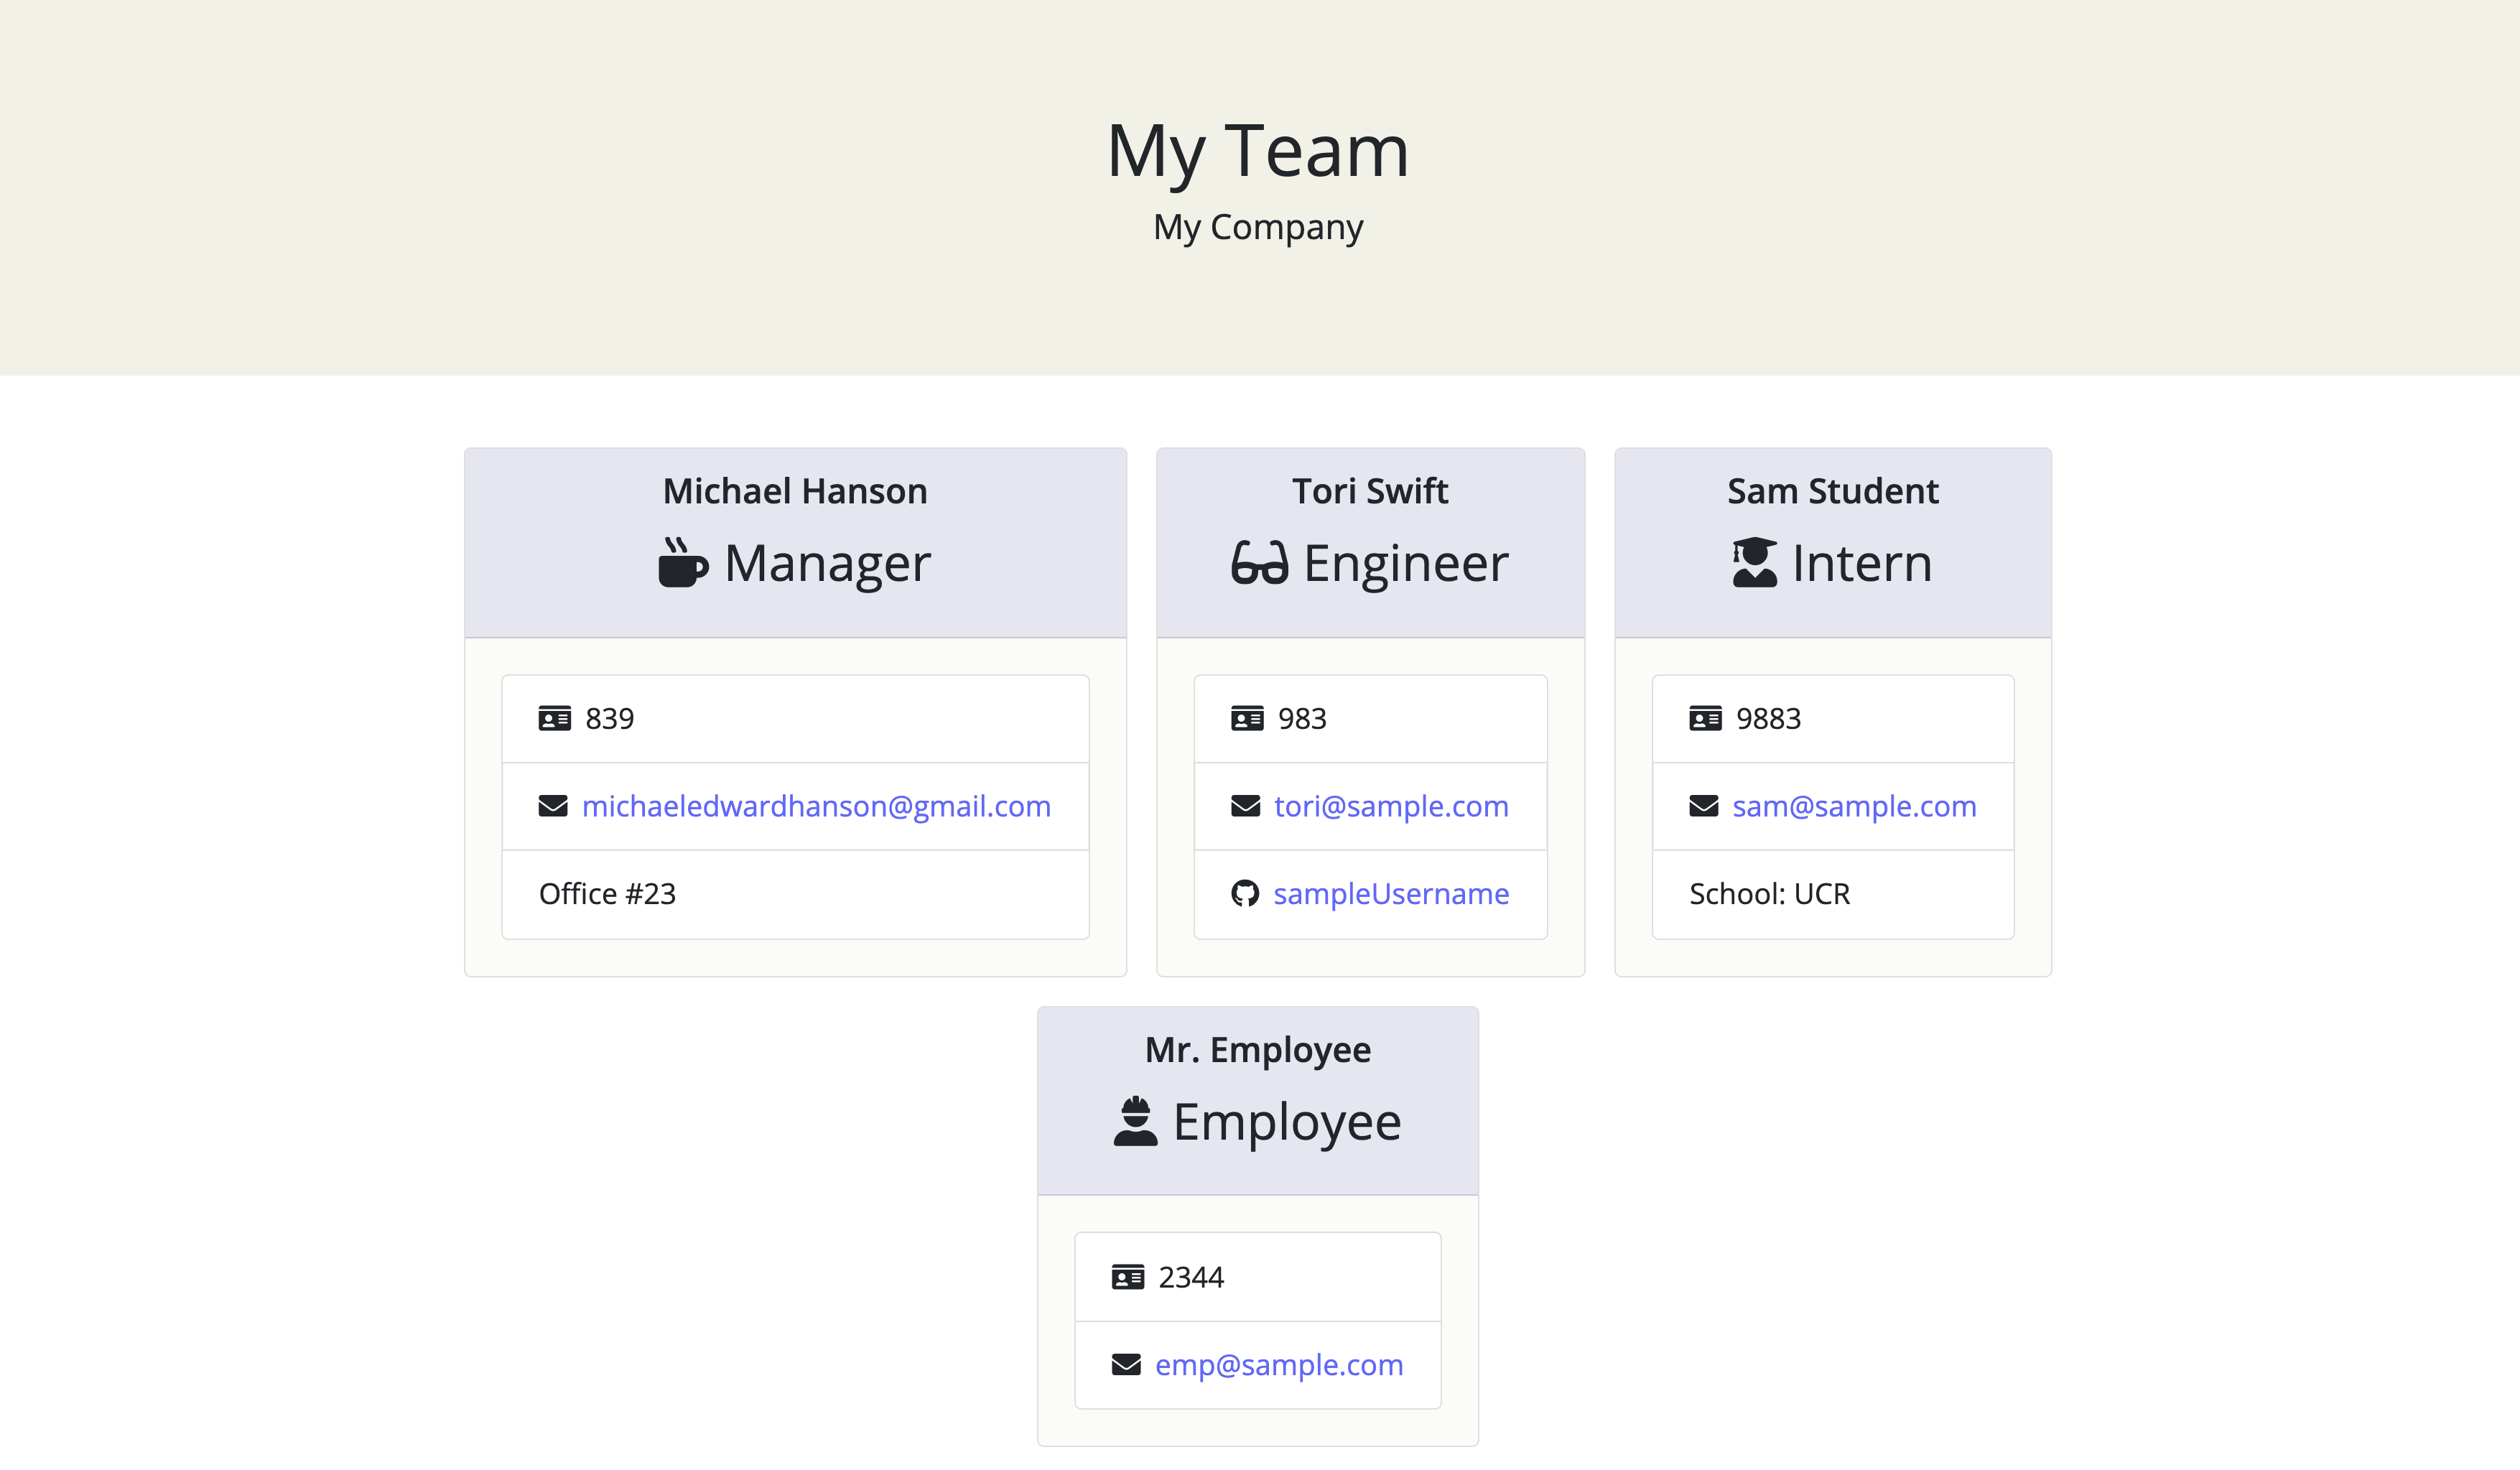 My Team
My Company
Michael Hanson
Manager
839
michaeledwardhanson@gmail.com
Office #23
Tori Swift
Engineer
983
tori@sample.com
sampleUsername
Sam Student
Intern
9883
sam@sample.com
School: UCR
Mr. Employee
Employee
2344
emp@sample.com